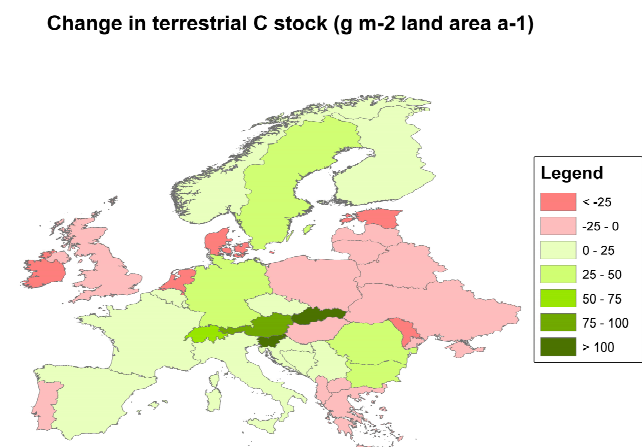 Change in terrestrial C stock (g m-2 land area a-1)
Legend
< -25
-25 - 0
0 - 25
25 - 50
50 - 75
75 - 100
> 100